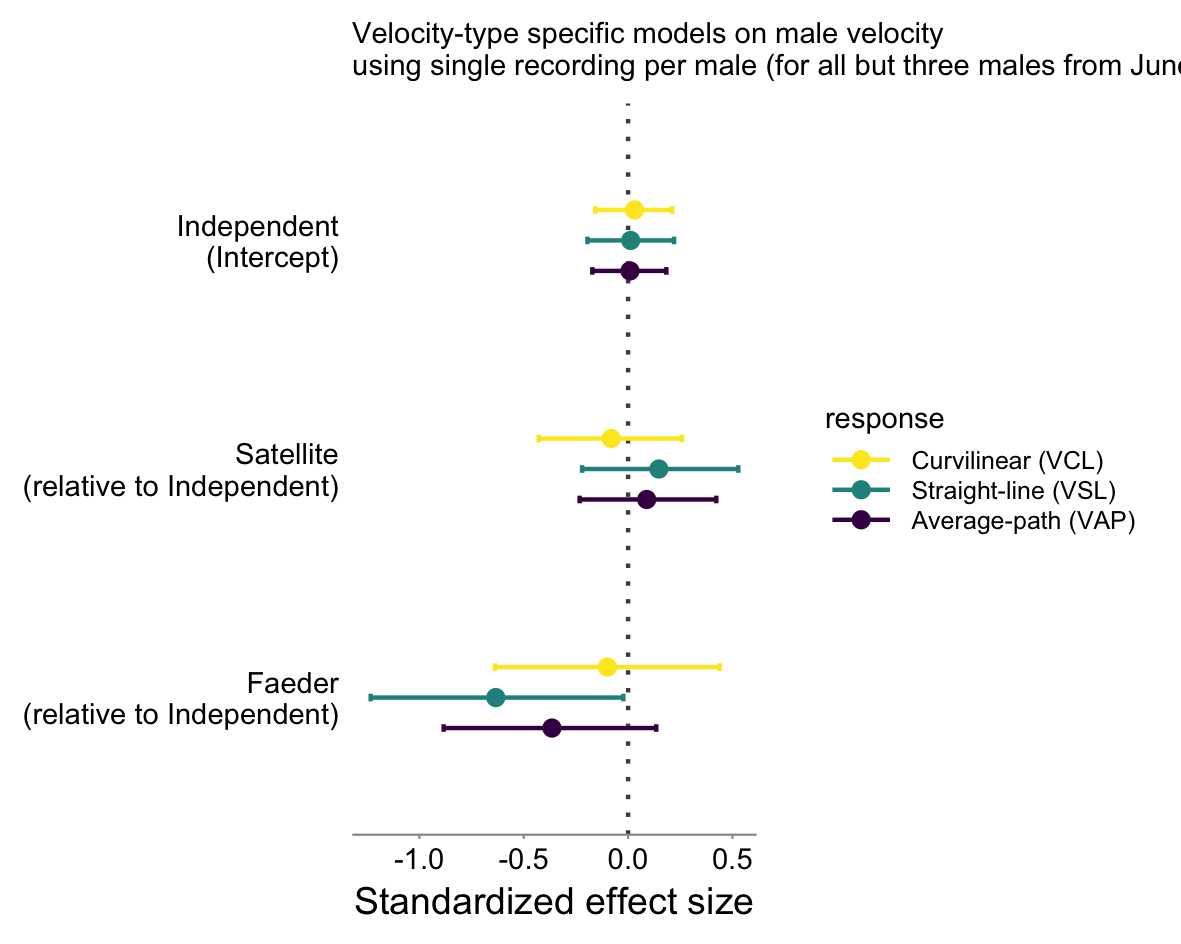 Velocity-type specific models on male velocity
using single recording per male (for all but three males from June
Independent
(Intercept)
Satellite
(relative to Independent)
Faeder
(relative to Independent)
response
Curvilinear (VCL)
Straight-line (VSL)
Average-path (VAP)
-1.0 -0.5 0.0 0.5
Standardized effect size